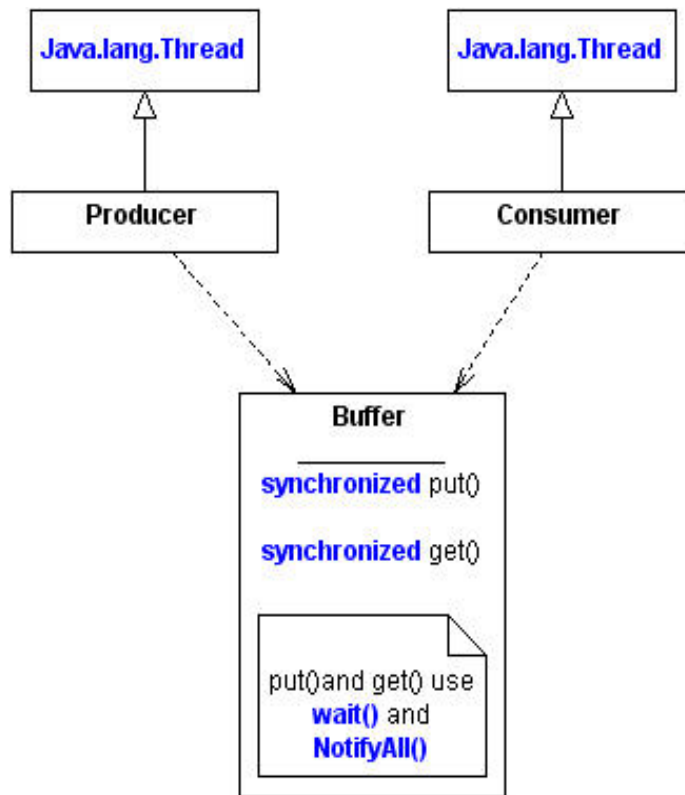 Java.lang.Thread
Java.lang.Thread
Producer
Consumer
Buffer
synchronized put()
synchronized get()
put()and get() use
wait() and
NotifyAll()